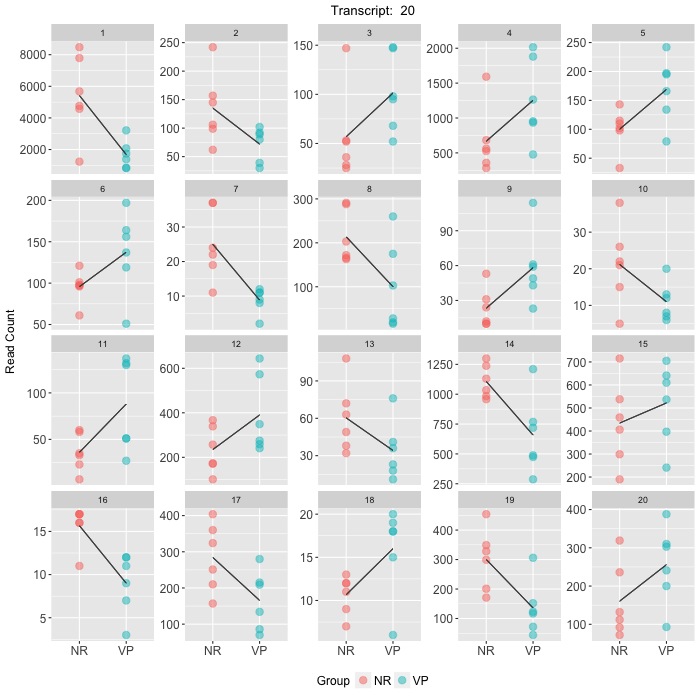 Transcript: 20
1 2 3 4 5
8000 6000 4000 2000
250 200 150 100 50
150 100 50
2000 1500 1000 500
250 200 150 100 50
6 7 8 9 10
200 150 100 50
30 20 10
300 200 100
90 60 30
30 20 10
Read Count
11 12 13 14 15
100 50
600 400 200
90 60 30
1250 1000 750 500 250
700 600 500 400 300 200
16 17 18 19 20
15 10 5
400 300 200 100
20 15 10
400 300 200 100
400 300 200 100
NR VP NR VP NR VP NR VP NR VP
Group NR VP